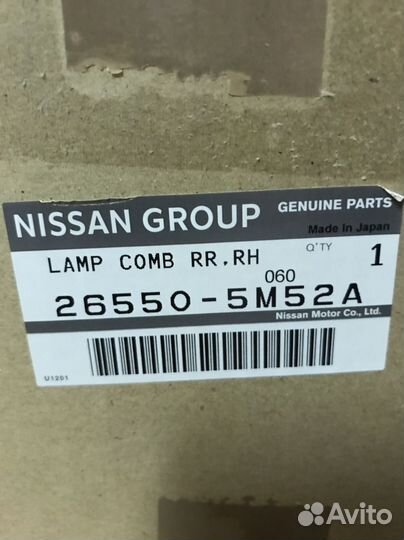 NISSAN GROUP
GENUINE PARTS
Made in Japan
LAMP COMB RR.RH
Q'TY 1
060
26550-5M52A
Nissan Motor Co., Ltd.
U1201
Avito